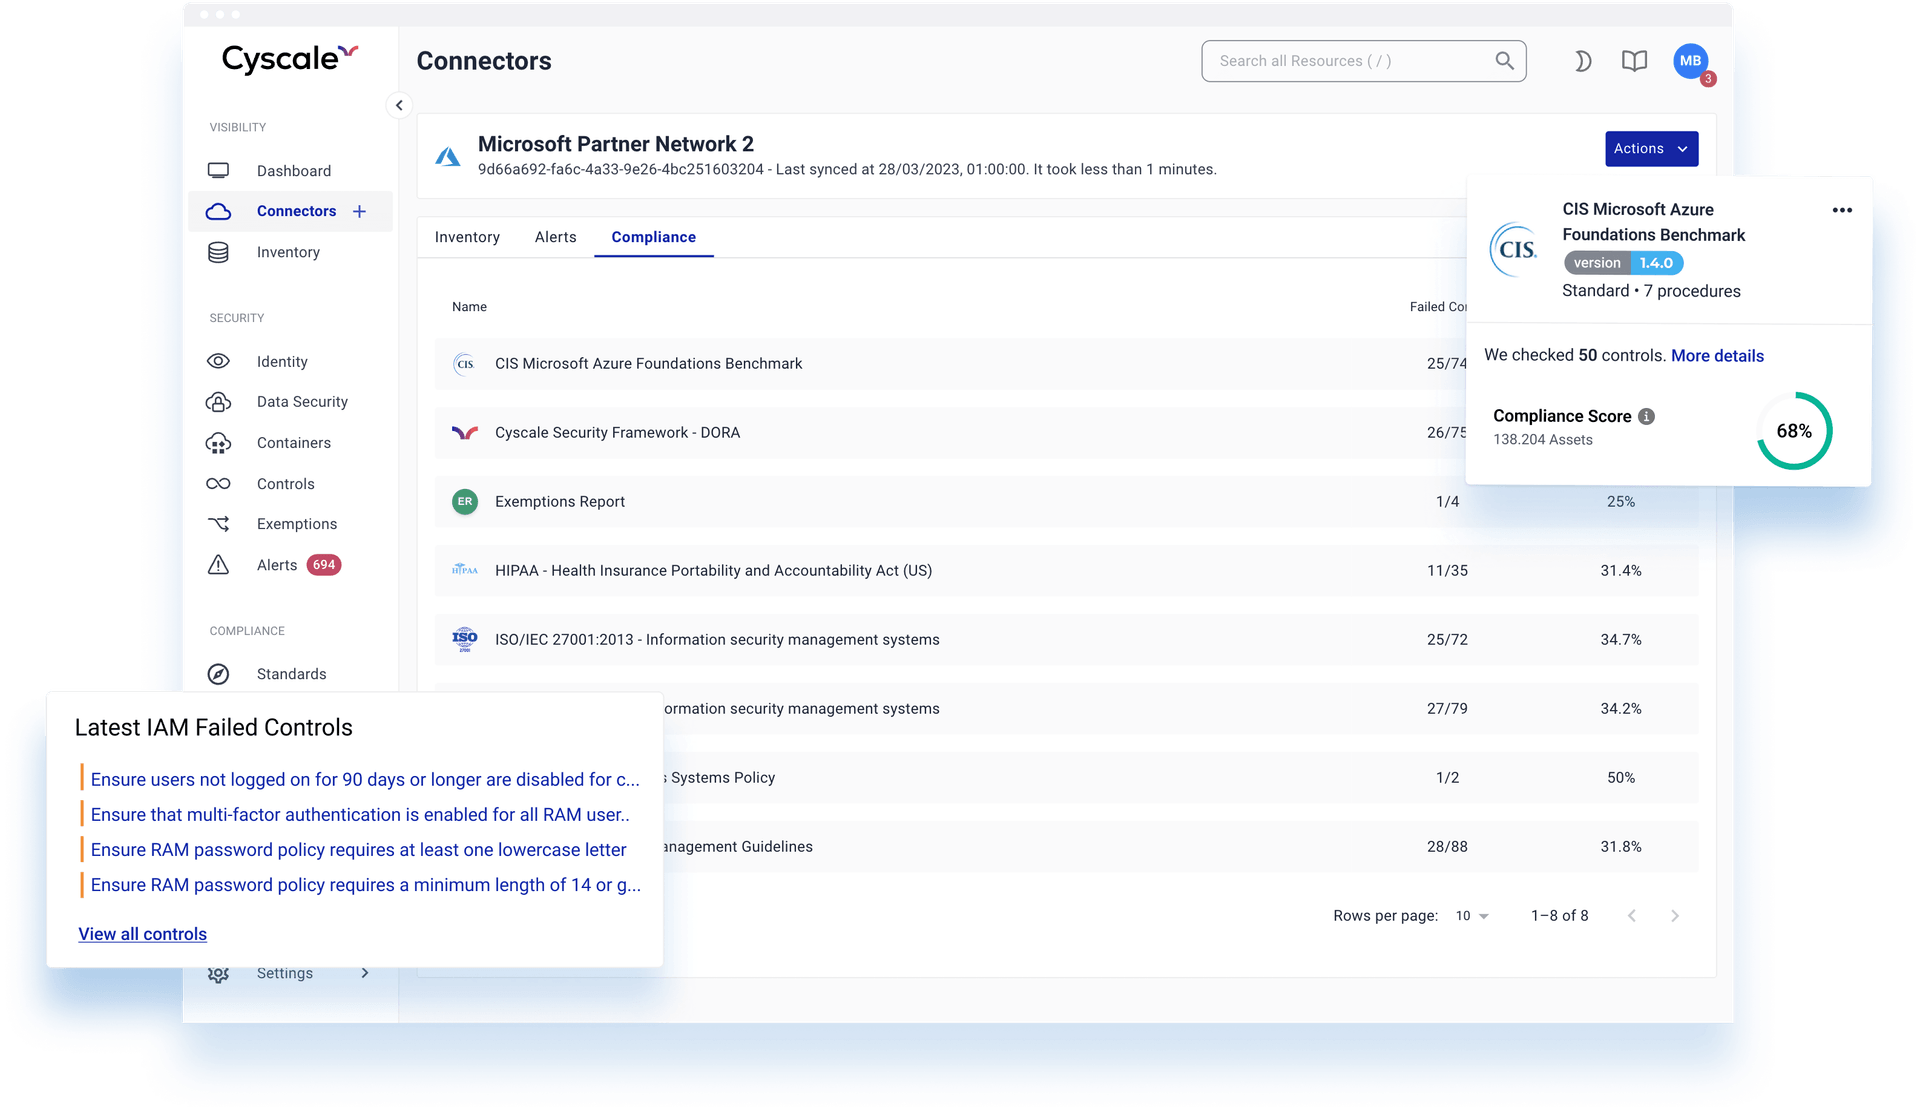 Cyscale
Connectors
Search all Resources ( / )
MB
3
VISIBILITY
Dashboard
Connectors +
Inventory
SECURITY
Identity
Data Security
Containers
Controls
Exemptions
Alerts 694
COMPLIANCE
Standards
Settings
Microsoft Partner Network 2
9d66a692-fa6c-4a33-9e26-4bc251603204 - Last synced at 28/03/2023, 01:00:00. It took less than 1 minutes.
Actions
Inventory Alerts Compliance
Name Failed
CIS CIS Microsoft Azure Foundations Benchmark 25/74
Cyscale Security Framework - DORA 26/75
ER Exemptions Report 1/4 25%
HIPAA HIPAA - Health Insurance Portability and Accountability Act (US) 11/35 31.4%
ISO 27001 ISO/IEC 27001:2013 - Information security management systems 25/72 34.7%
security management systems 27/79 34.2%
Systems Policy 1/2 50%
Guidelines 28/88 31.8%
Rows per page: 10 1–8 of 8
CIS Microsoft Azure
Foundations Benchmark
CIS.
version 1.4.0
Standard • 7 procedures
We checked 50 controls. More details
Compliance Score
138.204 Assets
68%
Latest IAM Failed Controls
Ensure users not logged on for 90 days or longer are disabled for c...
Ensure that multi-factor authentication is enabled for all RAM user..
Ensure RAM password policy requires at least one lowercase letter
Ensure RAM password policy requires a minimum length of 14 or g...
View all controls